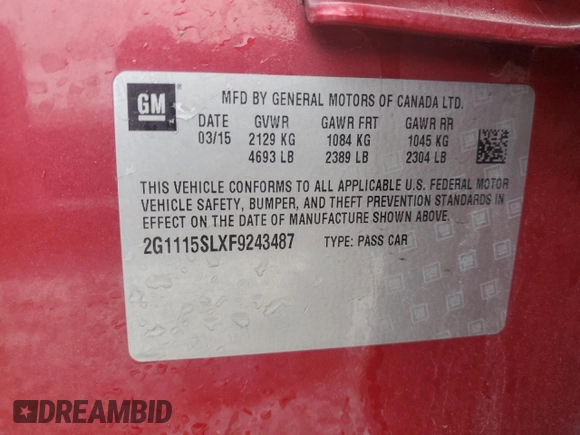 GM
MFD BY GENERAL MOTORS OF CANADA LTD.
DATE GVWR GAWR FRT GAWR RR
03/15 2129 KG 1084 KG 1045 KG
4693 LB 2389 LB 2304 LB
THIS VEHICLE CONFORMS TO ALL APPLICABLE U.S. FEDERAL MOTOR
VEHICLE SAFETY, BUMPER, AND THEFT PREVENTION STANDARDS IN
EFFECT ON THE DATE OF MANUFACTURE SHOWN ABOVE.
2G1115SLXF9243487 TYPE: PASS CAR
DREAMBID